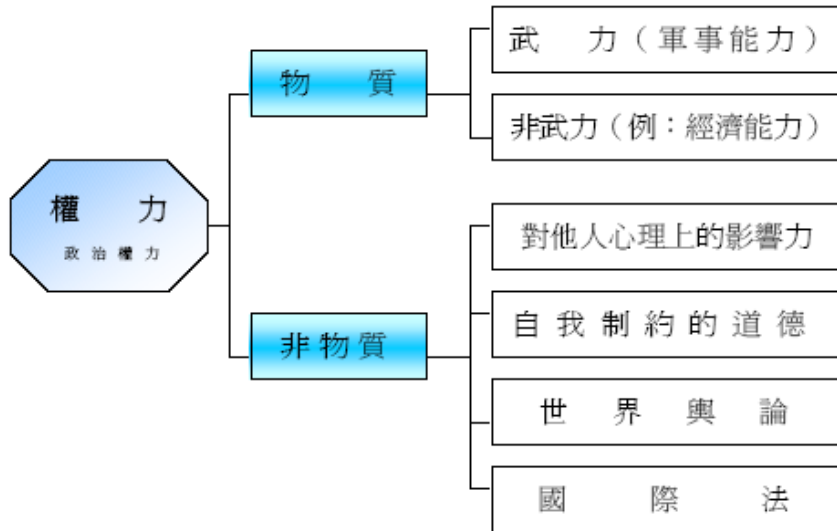 權力
政治權力
物質
武力（軍事能力）
非武力（例：經濟能力）
非物質
對他人心理上的影響力
自我制約的道德
世界輿論
國際法